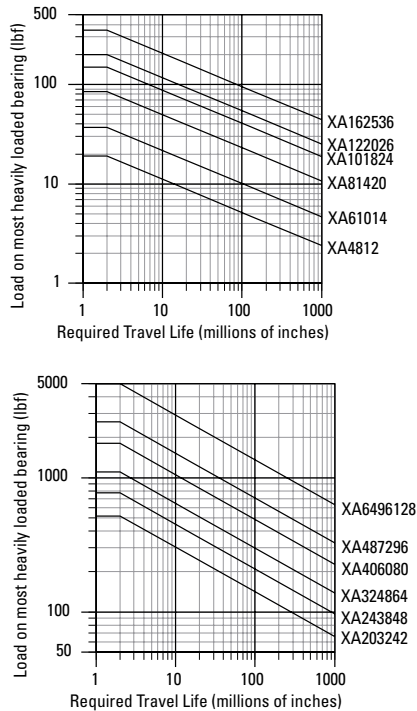 Load on most heavily loaded bearing (lbf)
500
100
10
1
XA162536
XA122026
XA101824
XA81420
XA61014
XA4812
1 10 100 1000
Required Travel Life (millions of inches)
Load on most heavily loaded bearing (lbf)
5000
1000
100
50
XA6496128
XA487296
XA406080
XA324864
XA243848
XA203242
1 10 100 1000
Required Travel Life (millions of inches)